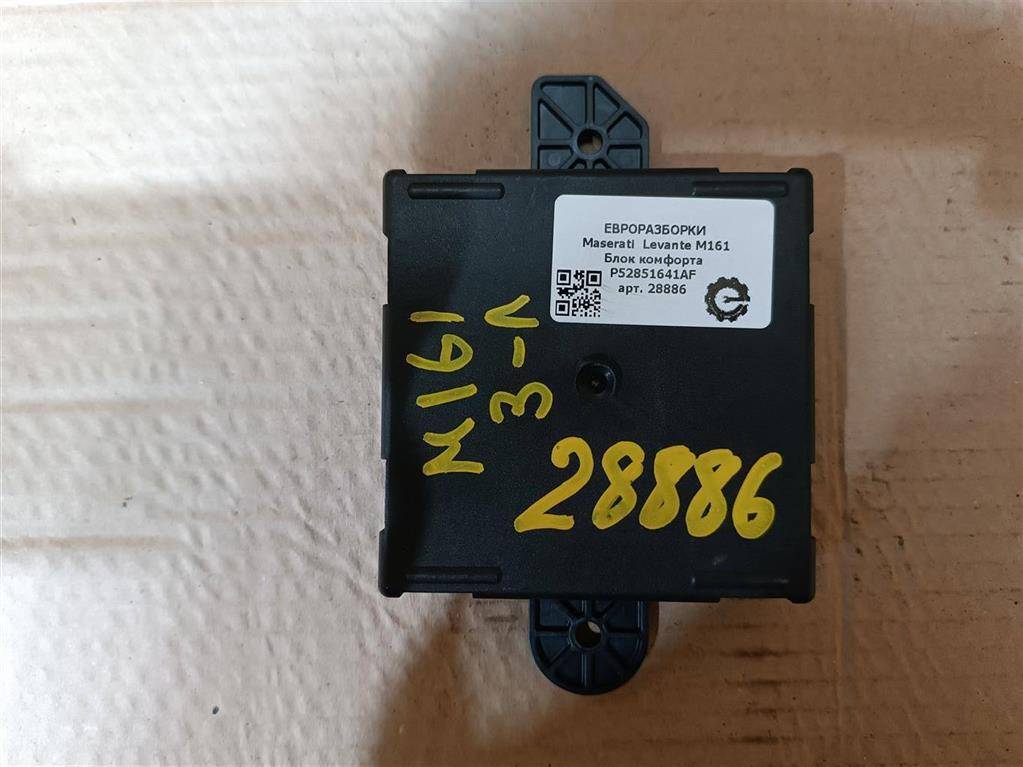 ЕВРОРАЗБОРКИ
Maserati Levante M161
Блок комфорта
P52851641AF
арт. 28886
M161
3-Л
28886